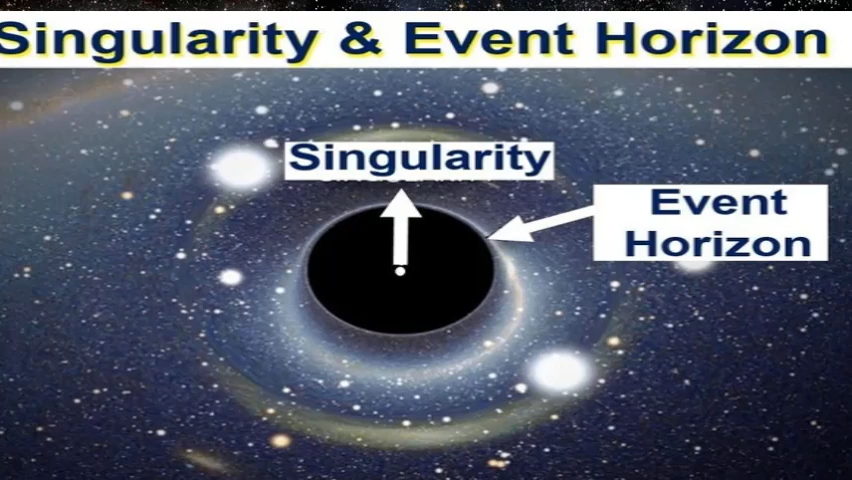 Singularity & Event Horizon
Singularity
Event
Horizon